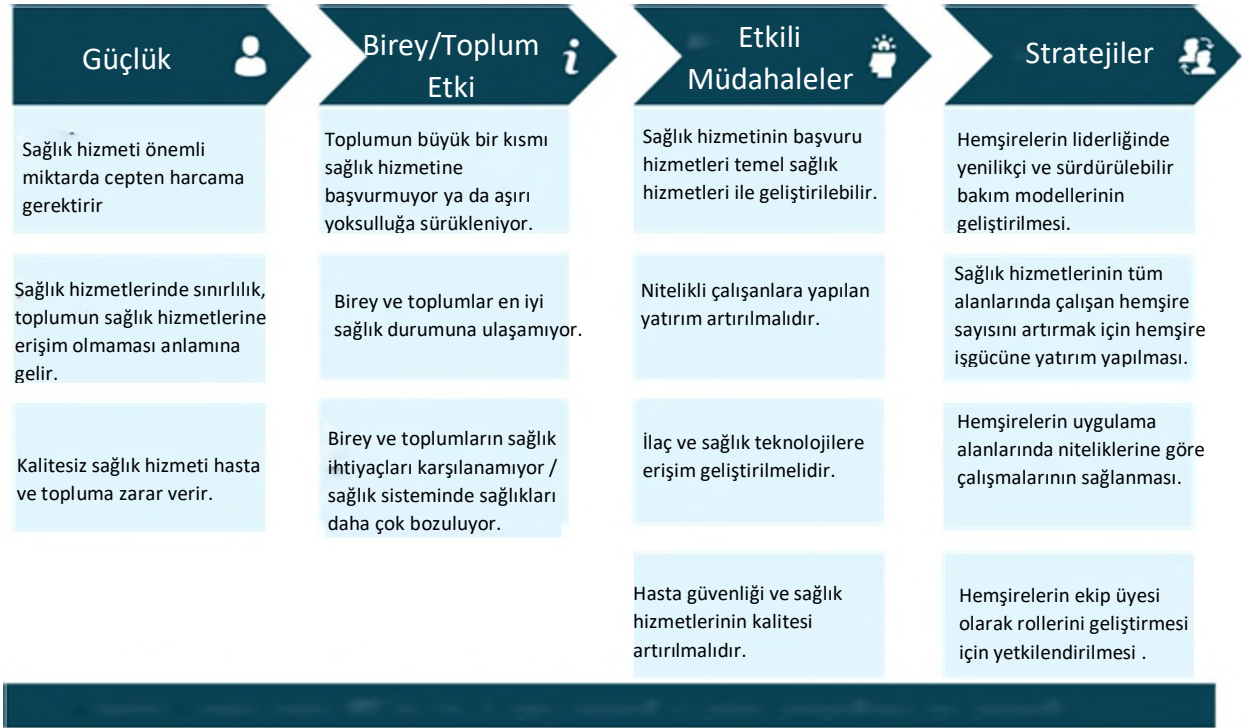 Güçlük
Sağlık hizmeti önemli
miktarda cepten harcama
gerektirir
Sağlık hizmetlerinde sınırlılık,
toplumun sağlık hizmetlerine
erişim olmaması anlamına
gelir.
Kalitesiz sağlık hizmeti hasta
ve topluma zarar verir.
Birey/Toplum
Etki
Toplumun büyük bir kısmı
sağlık hizmetine
başvurmuyor ya da aşırı
yoksulluğa sürükleniyor.
Birey ve toplumlar en iyi
sağlık durumuna ulaşamıyor.
Birey ve toplumların sağlık
ihtiyaçları karşılanamıyor /
sağlık sisteminde sağlıkları
daha çok bozuluyor.
Etkili
Müdahaleler
Sağlık hizmetinin başvuru
hizmetleri temel sağlık
hizmetleri ile geliştirilebilir.
Nitelikli çalışanlara yapılan
yatırım artırılmalıdır.
İlaç ve sağlık teknolojilere
erişim geliştirilmelidir.
Hasta güvenliği ve sağlık
hizmetlerinin kalitesi
artırılmalıdır.
Stratejiler
Hemşirelerin liderliğinde
yenilikçi ve sürdürülebilir
bakım modellerinin
geliştirilmesi.
Sağlık hizmetlerinin tüm
alanlarında çalışan hemşire
sayısını artırmak için hemşire
işgücüne yatırım yapılması.
Hemşirelerin uygulama
alanlarında niteliklerine göre
çalışmalarının sağlanması.
Hemşirelerin ekip üyesi
olarak rollerini geliştirmesi
için yetkilendirilmesi .